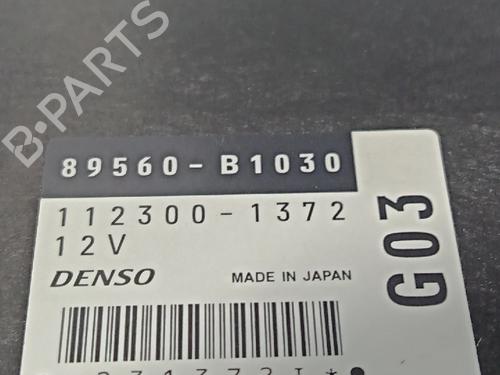 B-PARTS
89560-B1030
112300-1372
12V
DENSO MADE IN JAPAN
G03